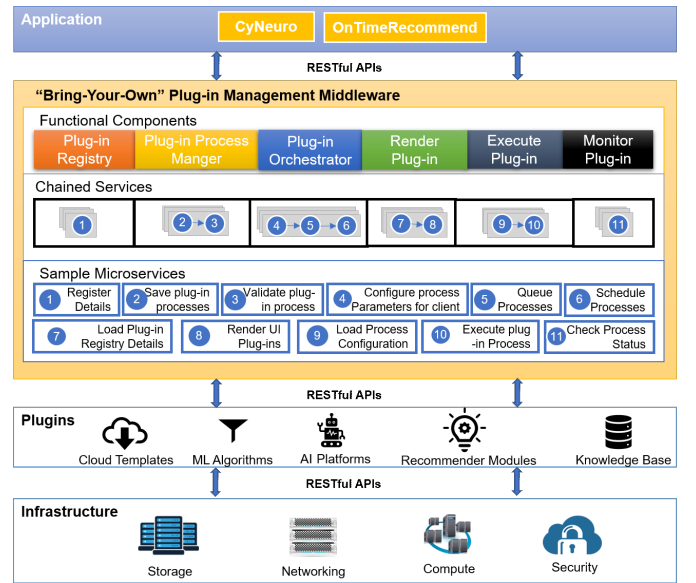 Application
CyNeuro
OnTimeRecommend
RESTful APIs
“Bring-Your-Own” Plug-in Management Middleware
Functional Components
Plug-in
Registry
Plug-in Process
Manger
Plug-in
Orchestrator
Render
Plug-in
Execute
Plug-in
Monitor
Plug-in
Chained Services
1
2
3
4
5
6
7
8
9
10
11
Sample Microservices
1
Register
Details
2
Save plug-in
processes
3
Validate plug-
in process
4
Configure process
Parameters for client
5
Queue
Processes
6
Schedule
Processes
7
Load Plug-in
Registry Details
8
Render UI
Plug-ins
9
Load Process
Configuration
10
Execute plug
-in Process
11
Check Process
Status
RESTful APIs
Plugins
Cloud Templates
ML Algorithms
AI Platforms
Recommender Modules
Knowledge Base
RESTful APIs
Infrastructure
Storage
Networking
Compute
Security